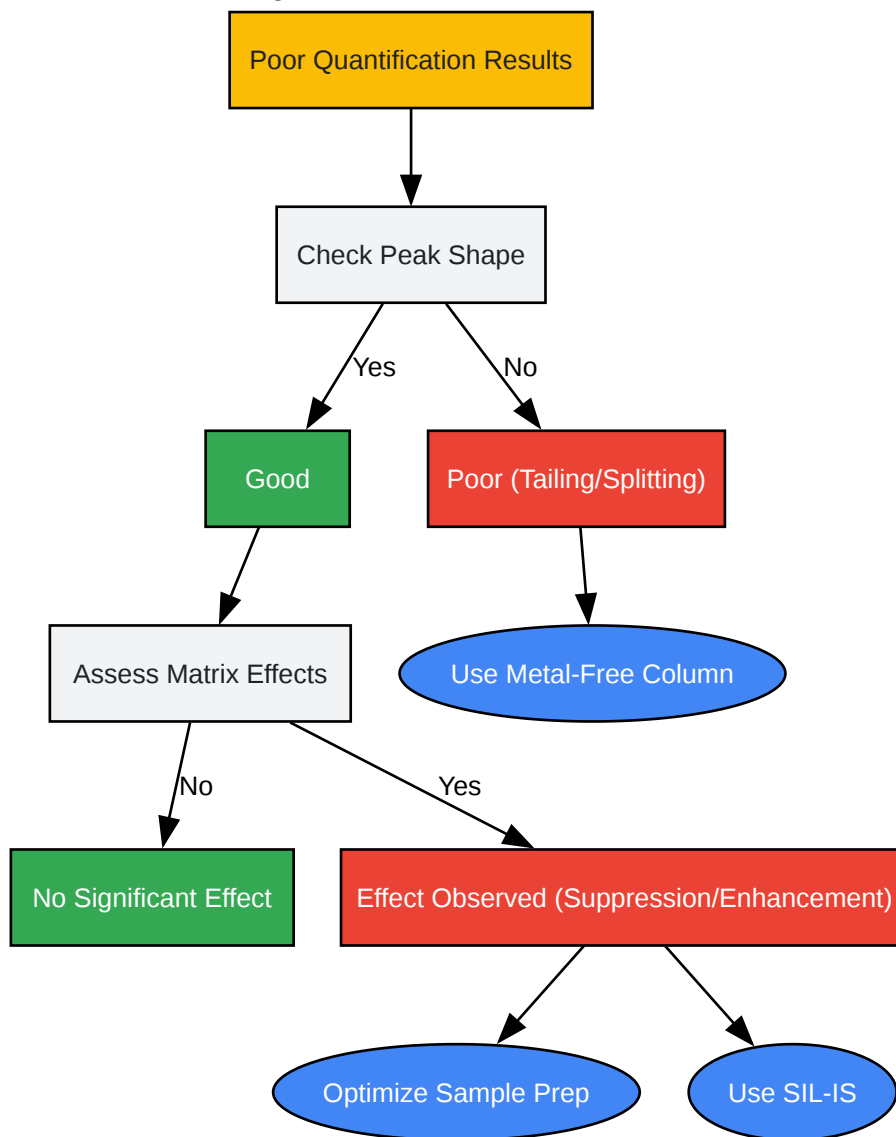 Poor Quantification Results
Check Peak Shape
Yes
No
Good
Poor (Tailing/Splitting)
Assess Matrix Effects
Use Metal-Free Column
No
Yes
No Significant Effect
Effect Observed (Suppression/Enhancement)
Optimize Sample Prep
Use SIL-IS